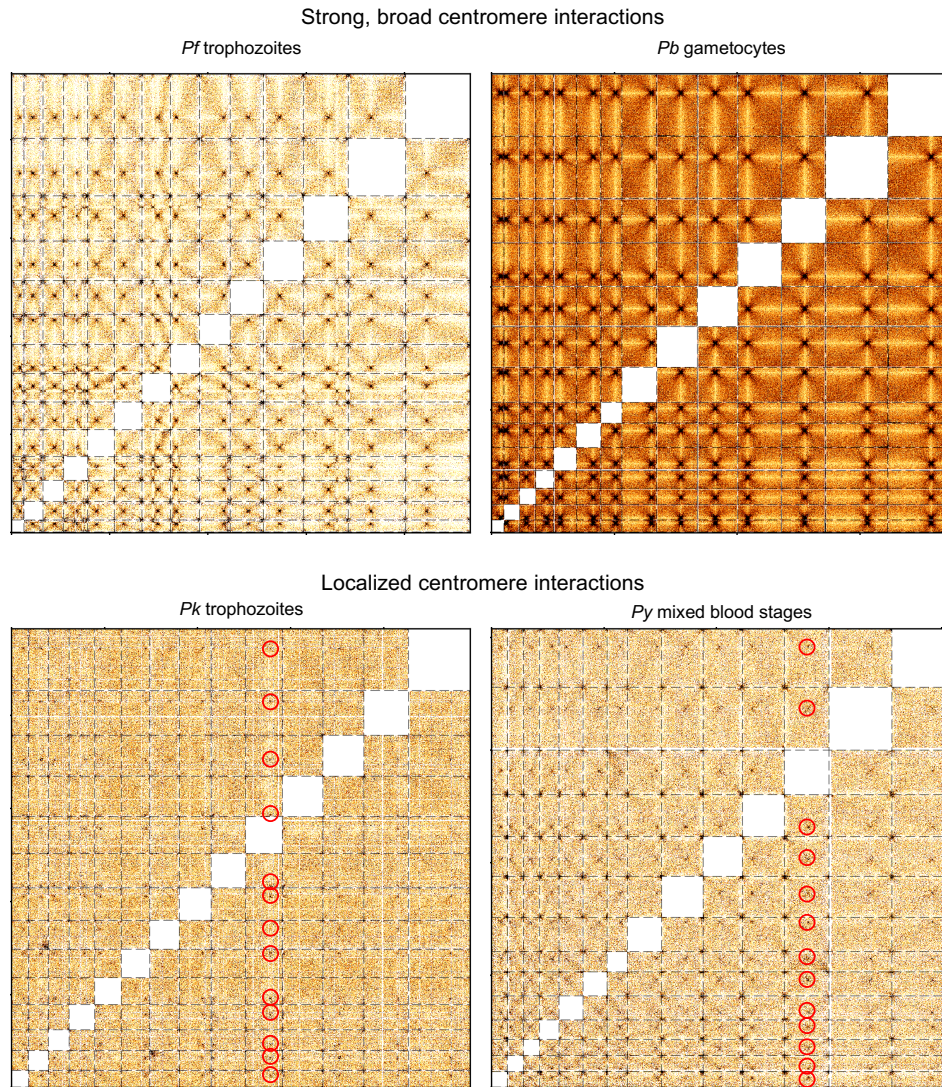 Strong, broad centromere interactions
Pf trophozoites
Pb gametocytes
Localized centromere interactions
Pk trophozoites
Py mixed blood stages